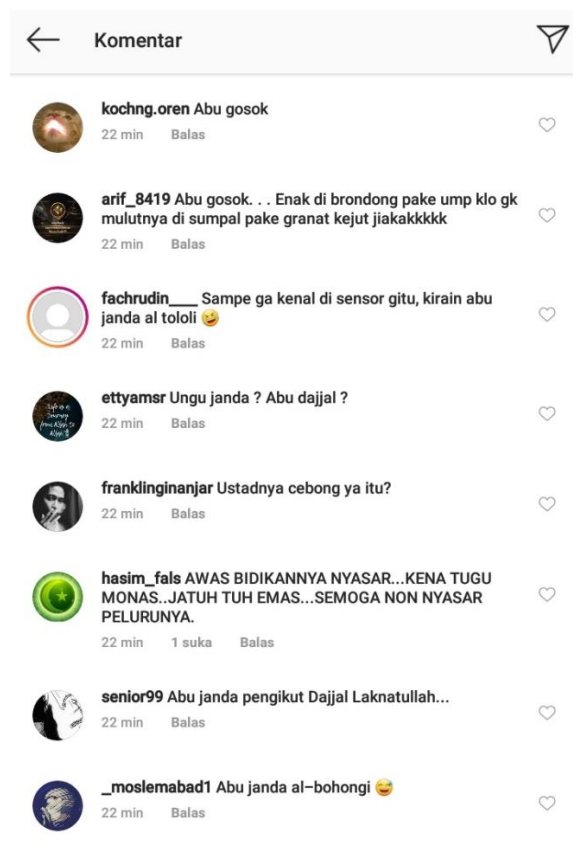 Komentar
kochng.oren Abu gosok
22 min Balas
arif_8419 Abu gosok. . . Enak di brondong pake ump klo gk
mulutnya di sumpal pake granat kejut jiakakkkkk
22 min Balas
fachrudin____ Sampe ga kenal di sensor gitu, kirain abu
janda al tololi 🤣
22 min Balas
ettyamsr Ungu janda ? Abu dajjal ?
22 min Balas
franklinginanjar Ustadnya cebong ya itu?
22 min Balas
hasim_fals AWAS BIDIKANNYA NYASAR...KENA TUGU
MONAS..JATUH TUH EMAS...SEMOGA NON NYASAR
PELURUNYA.
22 min 1 suka Balas
senior99 Abu janda pengikut Dajjal Laknatullah...
22 min Balas
_moslemabad1 Abu janda al-bohongi 😅
22 min Balas